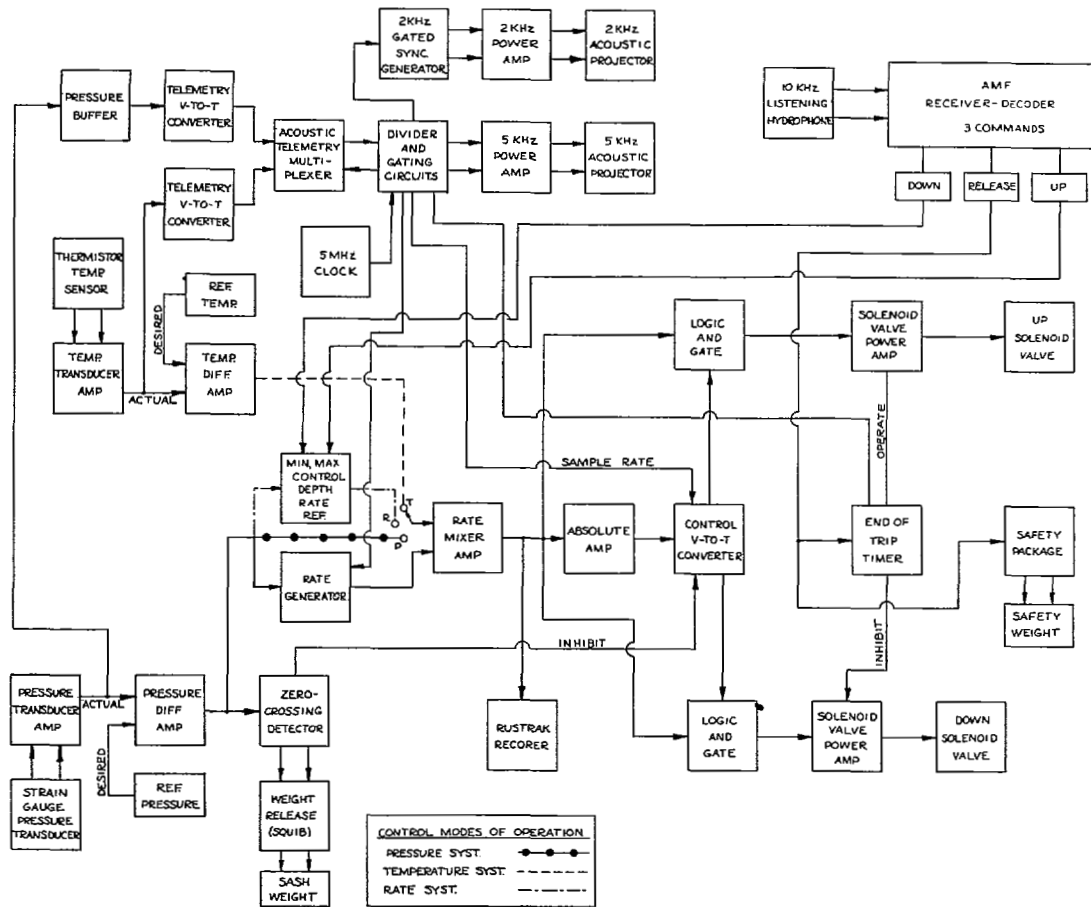 2KHz
GATED
SYNC
GENERATOR
2KHz
POWER
AMP
2KHz
ACOUSTIC
PROJECTOR
PRESSURE
BUFFER
TELEMETRY
V-TO-T
CONVERTER
ACOUSTIC
TELEMETRY
MULTI-
PLEXER
DIVIDER
AND
GATING
CIRCUITS
5 KHz
POWER
AMP
5 KHz
ACOUSTIC
PROJECTOR
10 KHz
LISTENING
HYDROPHONE
AMF
RECEIVER-DECODER
3 COMMANDS
DOWN
RELEASE
UP
TELEMETRY
V-TO-T
CONVERTER
5MHz
CLOCK
THERMISTOR
TEMP
SENSOR
REF.
TEMP.
DESIRED
TEMP.
TRANSDUCER
AMP
ACTUAL
TEMP.
DIFF
AMP
LOGIC
AND
GATE
SOLENOID
VALVE POWER
AMP
UP
SOLENOID
VALVE
OPERATE
MIN, MAX
CONTROL
DEPTH
RATE
REF.
T
R
P
RATE
MIXER
AMP
SAMPLE RATE
ABSOLUTE
AMP
CONTROL
V-TO-T
CONVERTER
END OF
TRIP
TIMER
SAFETY
PACKAGE
SAFETY
WEIGHT
RATE
GENERATOR
INHIBIT
INHIBIT
PRESSURE
TRANSDUCER
AMP
ACTUAL
PRESSURE
DIFF AMP
ZERO-
CROSSING
DETECTOR
RUSTRAK
RECORER
LOGIC
AND
GATE
SOLENOID
VALVE
POWER
AMP
DOWN
SOLENOID
VALVE
DESIRED
STRAIN
GAUGE
PRESSURE
TRANSDUCER
REF.
PRESSURE
WEIGHT
RELEASE
(SQUIB)
SASH
WEIGHT
CONTROL MODES OF OPERATION
PRESSURE SYST.
TEMPERATURE SYST.
RATE SYST.